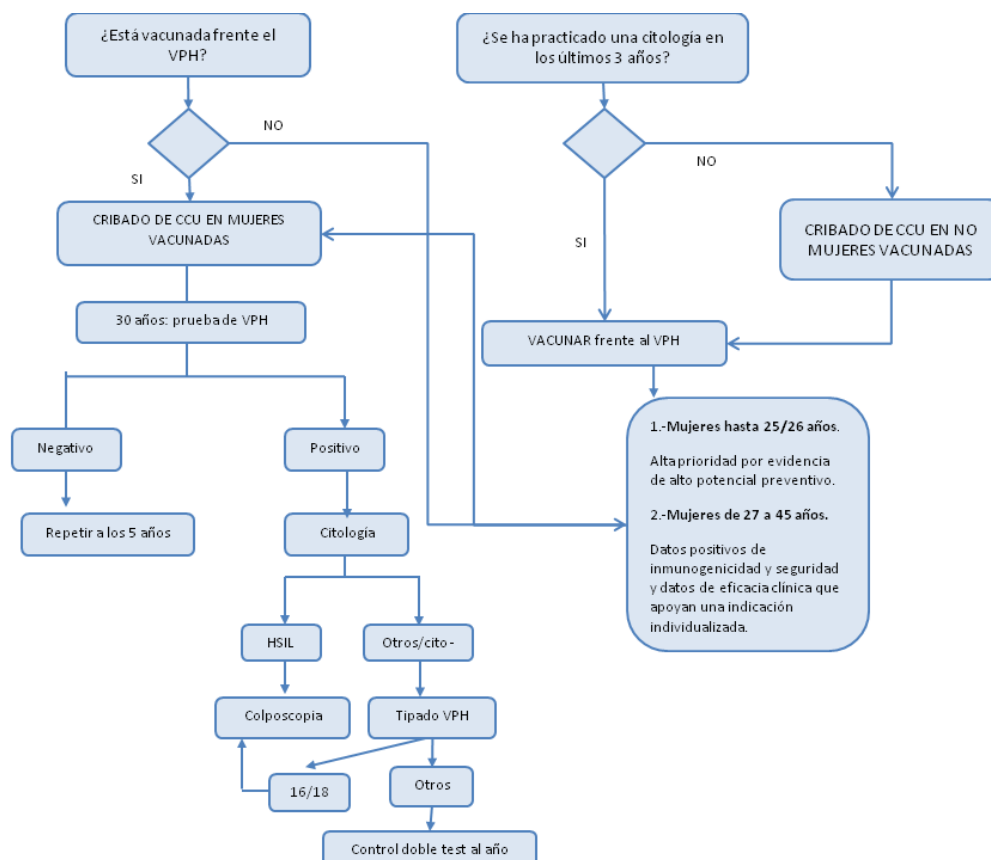 ¿Está vacunada frente el
VPH?
¿Se ha practicado una citología en
los últimos 3 años?
NO
SI
NO
SI
CRIBADO DE CCU EN MUJERES
VACUNADAS
CRIBADO DE CCU EN NO
MUJERES VACUNADAS
30 años: prueba de VPH
VACUNAR frente al VPH
Negativo
Positivo
Repetir a los 5 años
Citología
1.-Mujeres hasta 25/26 años.
Alta prioridad por evidencia
de alto potencial preventivo.
2.-Mujeres de 27 a 45 años.
Datos positivos de
inmunogenicidad y seguridad
y datos de eficacia clínica que
apoyan una indicación
individualizada.
HSIL
Otros/cito-
Colposcopia
Tipado VPH
16/18
Otros
Control doble test al año